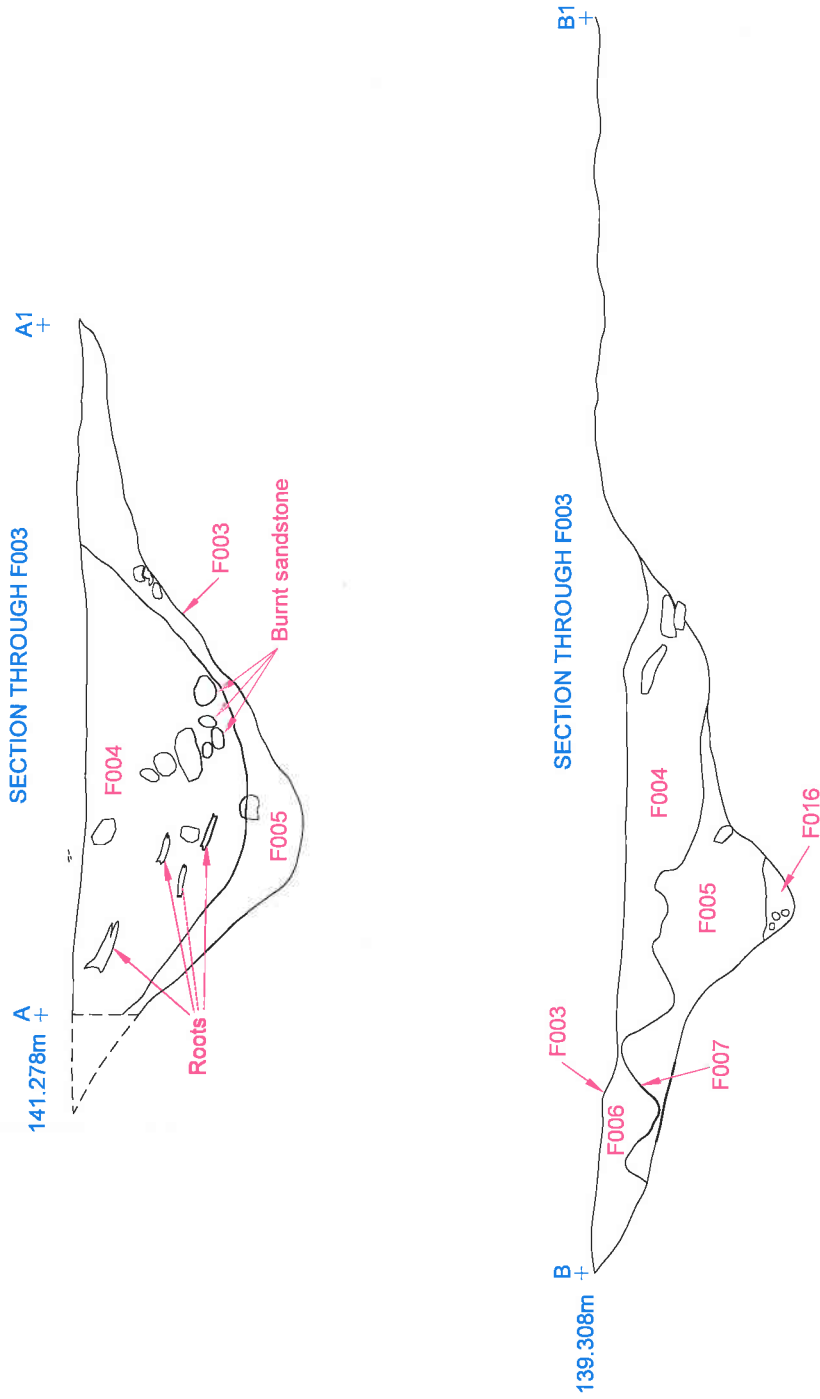 SECTION THROUGH F003
141.278m
A
A1
F004
F005
F003
Roots
Burnt sandstone
SECTION THROUGH F003
139.308m
B
B1
F003
F006
F007
F004
F005
F016